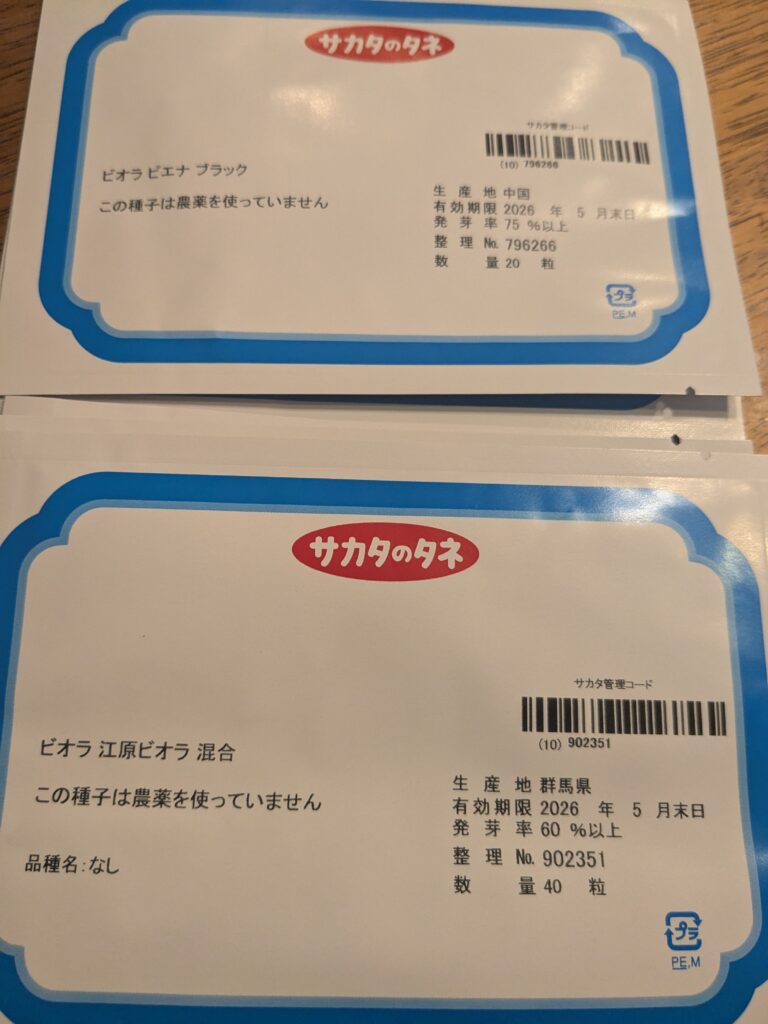 サカタのタネ
サカタ管理コード
(10) 796266
ビオラ ビエナ ブラック
この種子は農薬を使っていません
生 産 地 中国
有効期限 2026 年 5 月末日
発 芽 率 75 %以上
整 理 № 796266
数 量 20 粒
プラ
PE,M
サカタのタネ
サカタ管理コード
(10) 902351
ビオラ 江原ビオラ 混合
この種子は農薬を使っていません
品種名:なし
生 産 地 群馬県
有効期限 2026 年 5 月末日
発 芽 率 60 %以上
整 理 № 902351
数 量 40 粒
プラ
PE,M